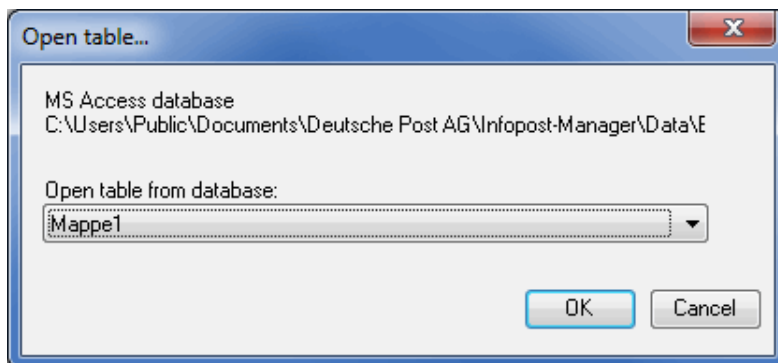 Open table...
MS Access database
C:\Users\Public\Documents\Deutsche Post AG\Infopost-Manager\Data\E
Open table from database:
Mappe1
OK
Cancel